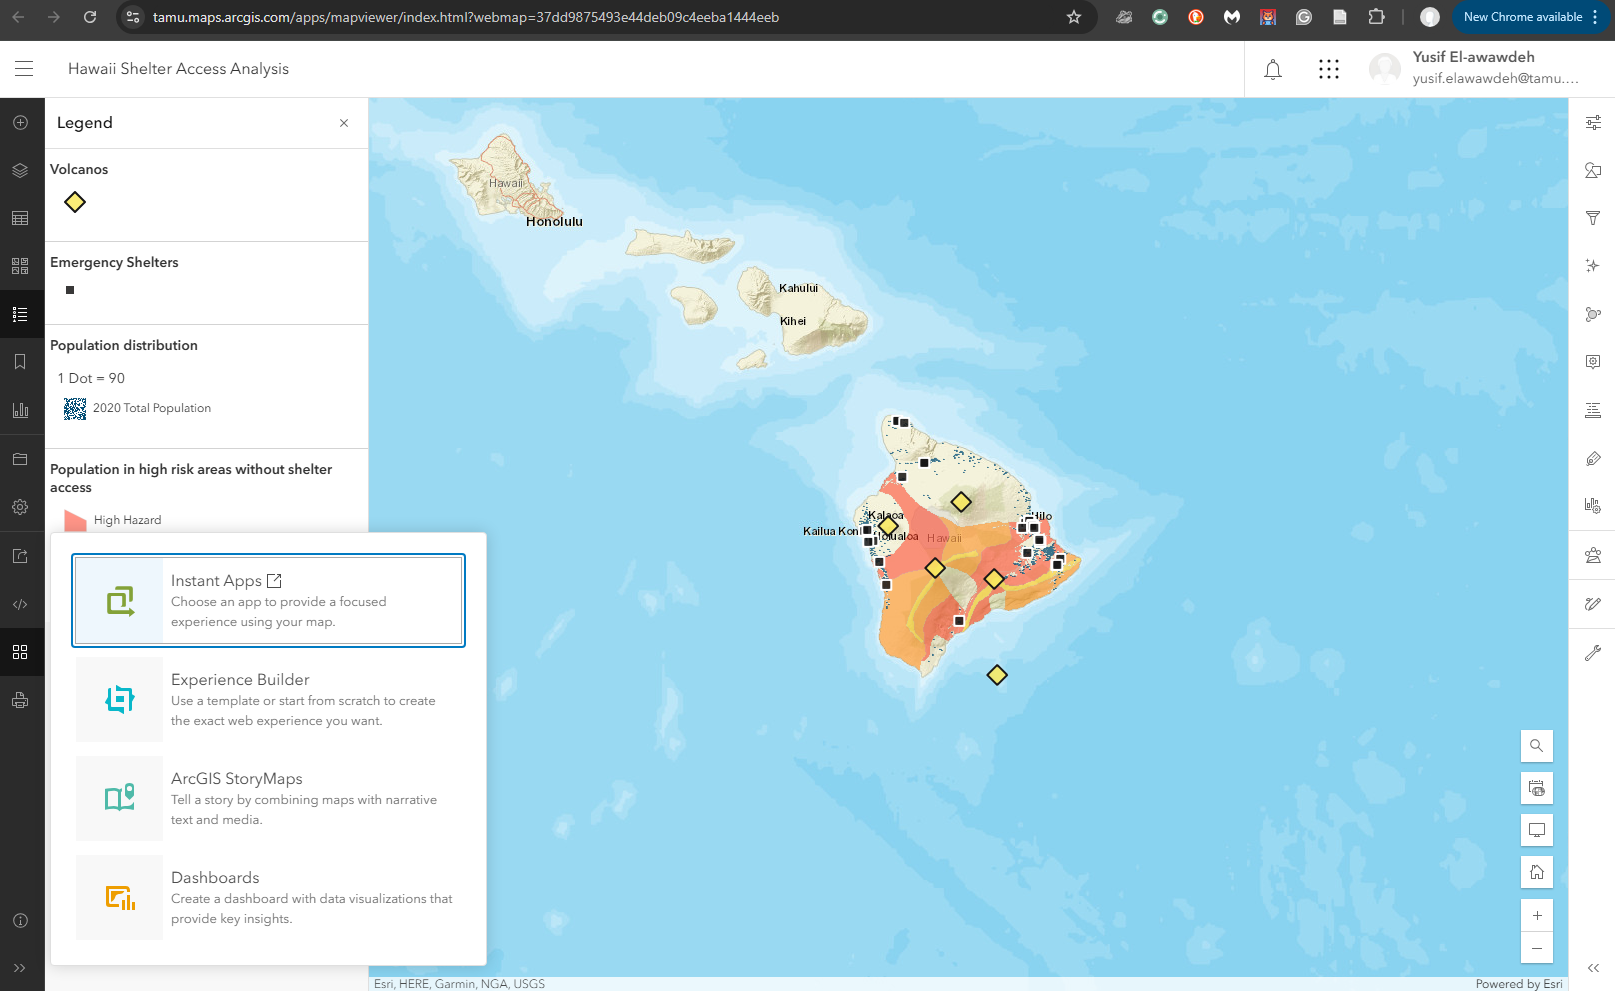 tamu.maps.arcgis.com/apps/mapviewer/index.html?webmap=37dd9875493e44deb09c4eeba1444eeb
New Chrome available
Hawaii Shelter Access Analysis
Yusif El-awawdeh
yusif.elawawdeh@tamu....
Legend
Volcanos
Emergency Shelters
Population distribution
1 Dot = 90
2020 Total Population
Population in high risk areas without shelter
access
High Hazard
Instant Apps
Choose an app to provide a focused
experience using your map.
Experience Builder
Use a template or start from scratch to create
the exact web experience you want.
ArcGIS StoryMaps
Tell a story by combining maps with narrative
text and media.
Dashboards
Create a dashboard with data visualizations that
provide key insights.
Hawaii
Honolulu
Kahului
Kihei
Kalaoa
Hilo
Kailua Kon
Holualoa
Hawaii
Esri, HERE, Garmin, NGA, USGS
Powered by Esri